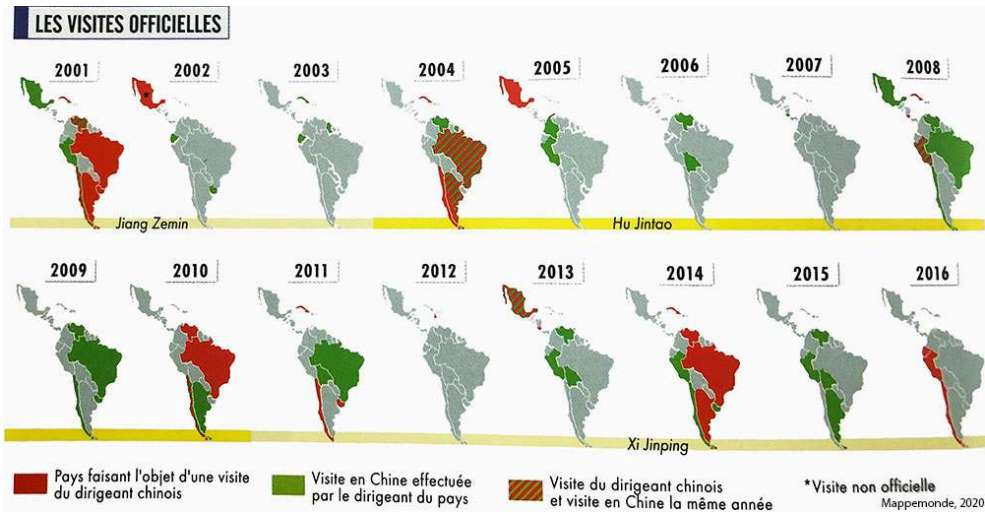 LES VISITES OFFICIELLES
2001
2002
2003
2004
2005
2006
2007
2008
Jiang Zemin
Hu Jintao
2009
2010
2011
2012
2013
2014
2015
2016
Xi Jinping
Pays faisant l'objet d'une visite
du dirigeant chinois
Visite en Chine effectuée
par le dirigeant du pays
Visite du dirigeant chinois
et visite en Chine la même année
*Visite non officielle
Mappemonde, 2020